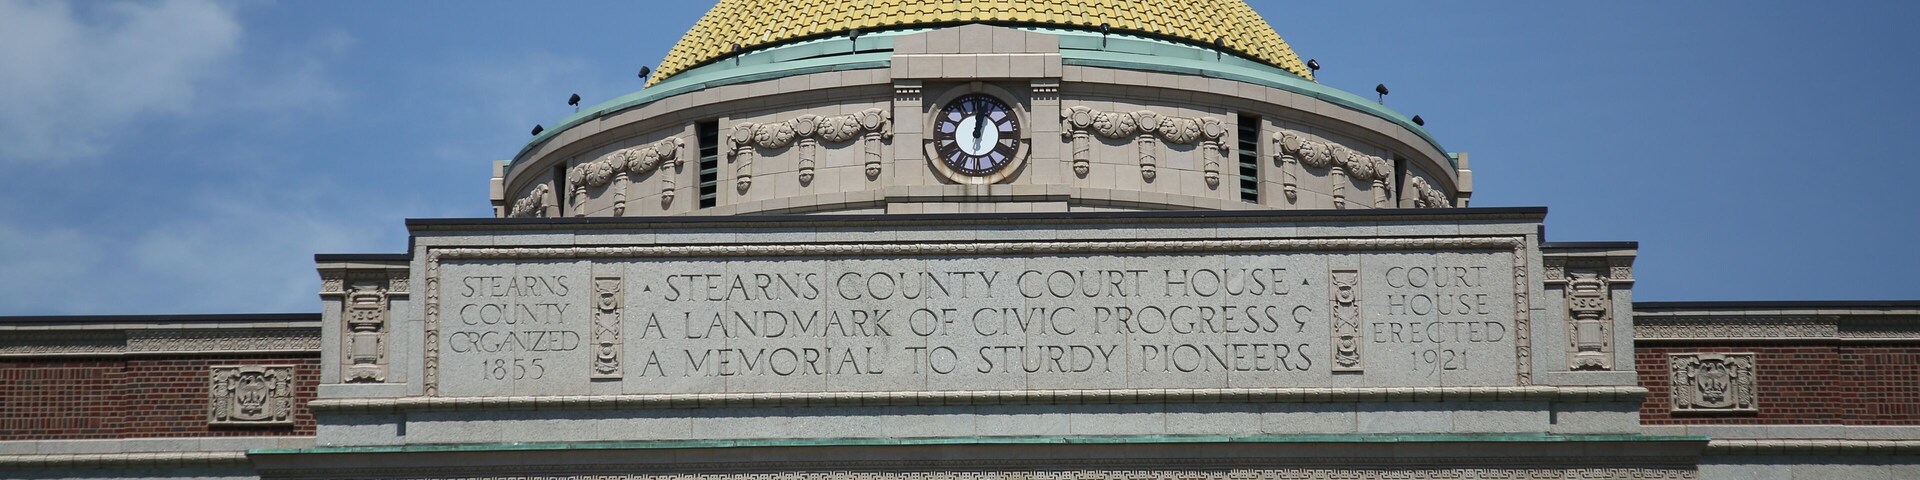 STEARNS
COUNTY
ORGANIZED
1855
· STEARNS COUNTY COURT HOUSE ·
A LANDMARK OF CIVIC PROGRESS &
A MEMORIAL TO STURDY PIONEERS
COURT
HOUSE
ERECTED
1921